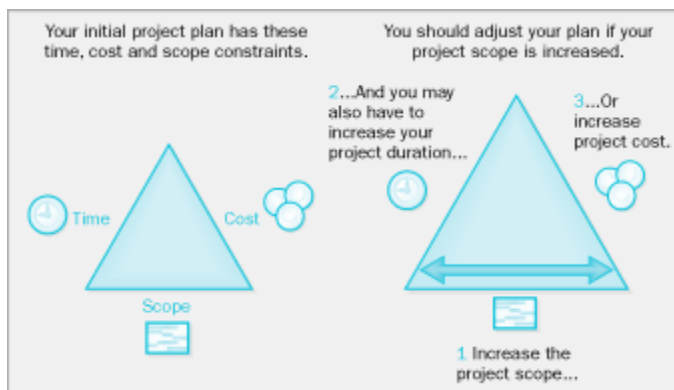 Your initial project plan has these
time, cost and scope constraints.
Time
Cost
Scope
You should adjust your plan if your
project scope is increased.
2...And you may
also have to
increase your
project duration...
3...Or
increase
project cost.
1 Increase the
project scope...